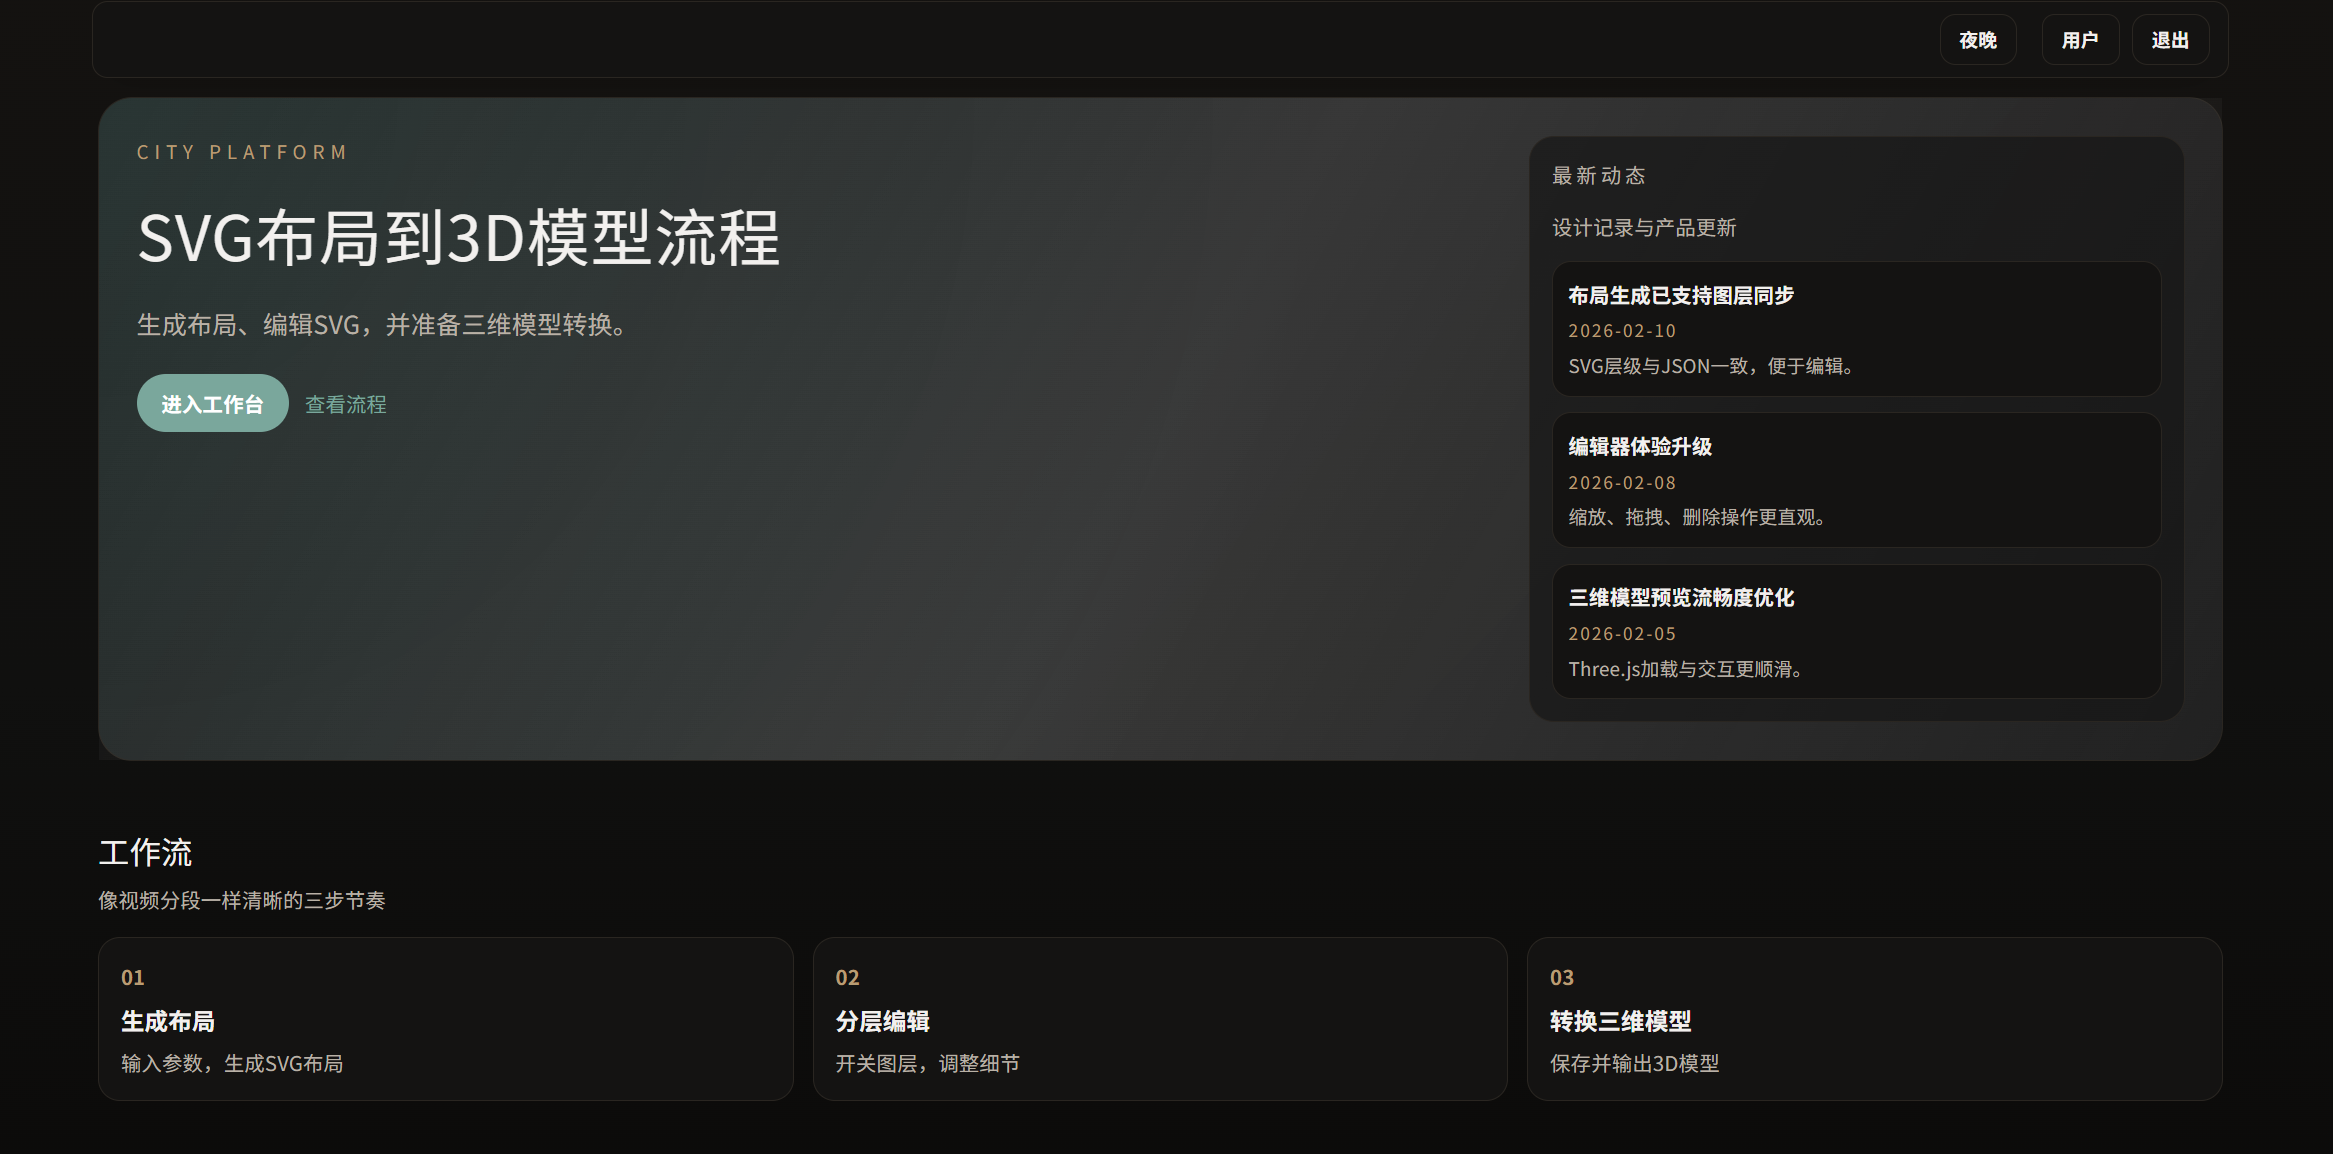 夜晚
用户
退出
CITY PLATFORM
SVG布局到3D模型流程
生成布局、编辑SVG，并准备三维模型转换。
进入工作台
查看流程
最新动态
设计记录与产品更新
布局生成已支持图层同步
2026-02-10
SVG层级与JSON一致，便于编辑。
编辑器体验升级
2026-02-08
缩放、拖拽、删除操作更直观。
三维模型预览流畅度优化
2026-02-05
Three.js加载与交互更顺滑。
工作流
像视频分段一样清晰的三步节奏
01
生成布局
输入参数，生成SVG布局
02
分层编辑
开关图层，调整细节
03
转换三维模型
保存并输出3D模型